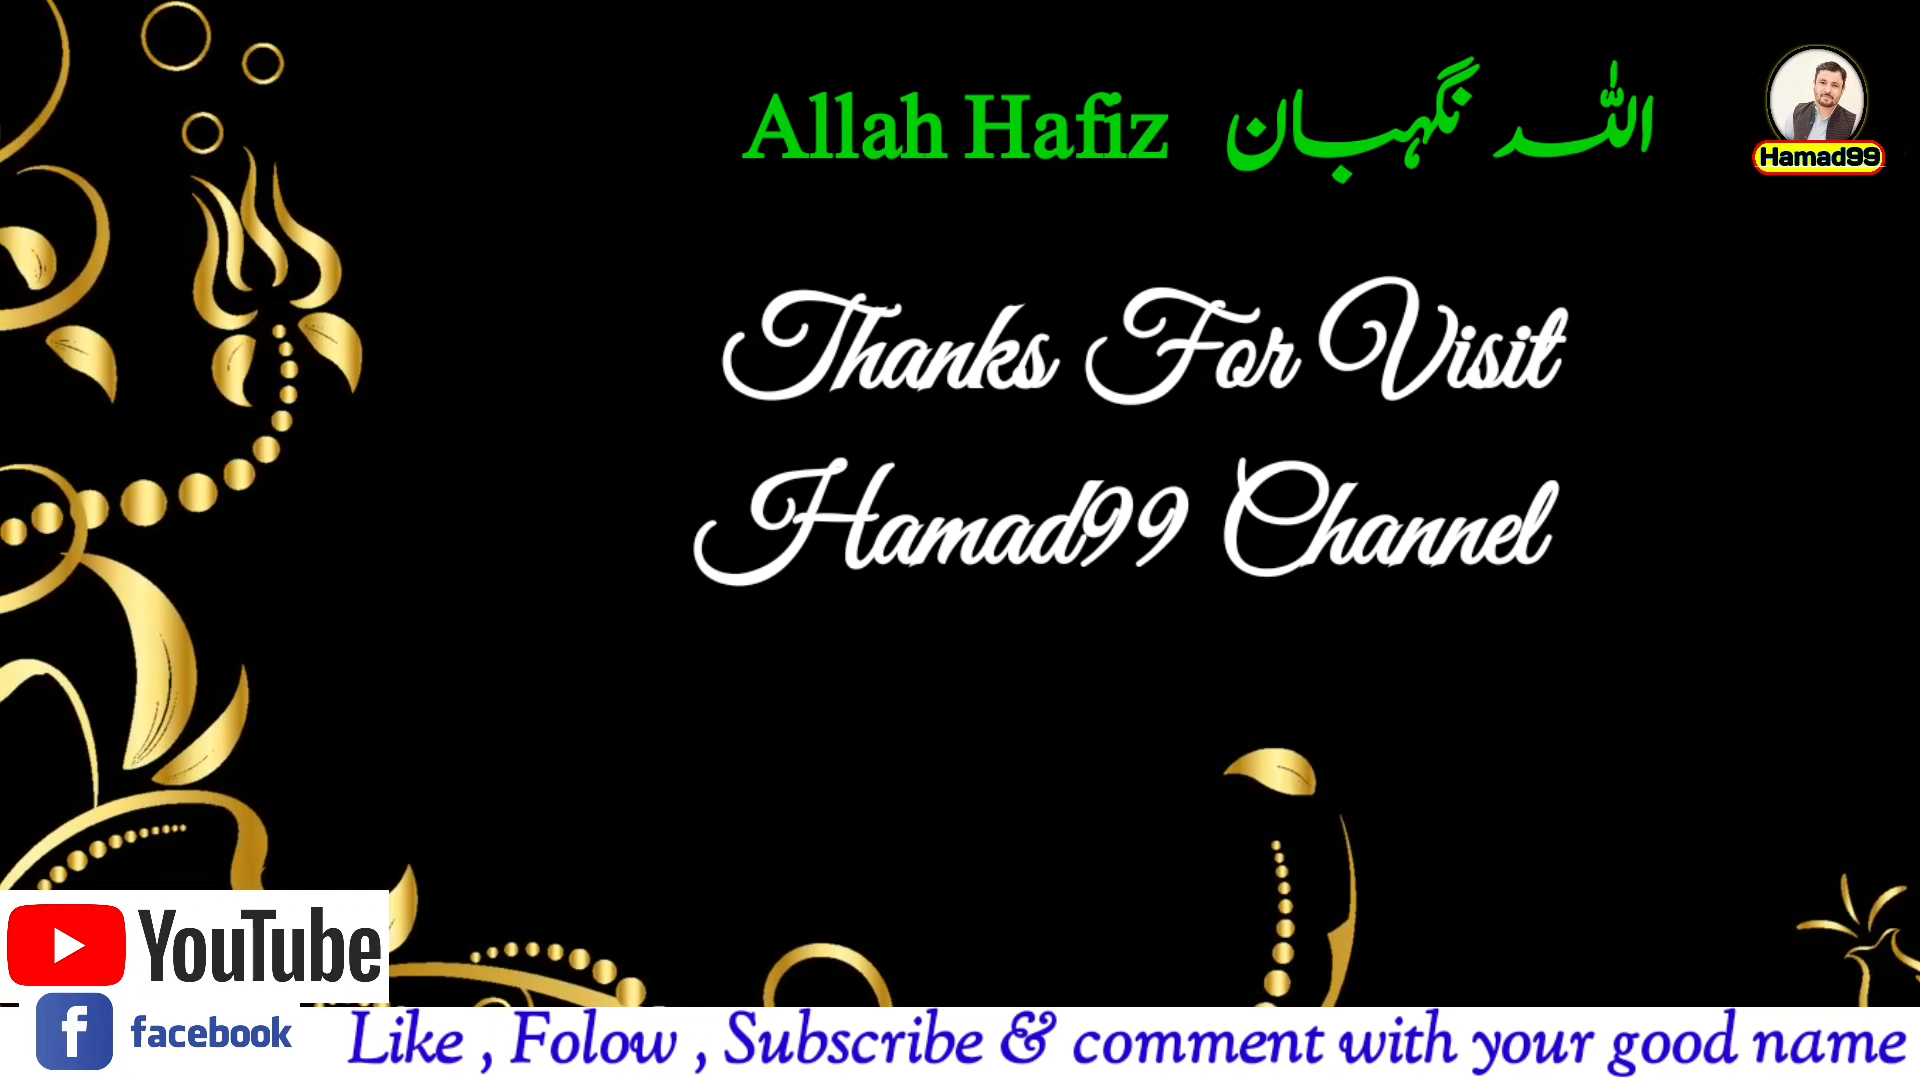 Allah Hafiz اللہ نگہبان
Hamad99
Thanks For Visit
Hamad99 Channel
YouTube
facebook
Like , Folow , Subscribe & comment with your good name